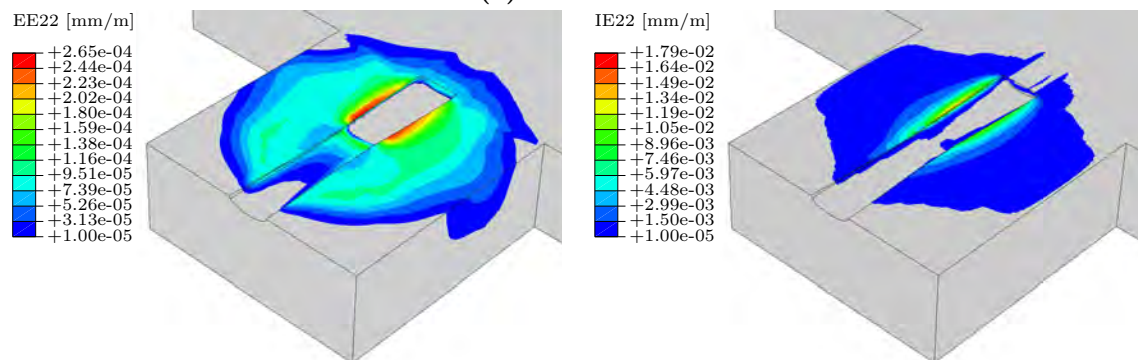 EE22 [mm/m]
+2.65e-04
+2.44e-04
+2.23e-04
+2.02e-04
+1.80e-04
+1.59e-04
+1.38e-04
+1.16e-04
+9.51e-05
+7.39e-05
+5.26e-05
+3.13e-05
+1.00e-05
IE22 [mm/m]
+1.79e-02
+1.64e-02
+1.49e-02
+1.34e-02
+1.19e-02
+1.05e-02
+8.96e-03
+7.46e-03
+5.97e-03
+4.48e-03
+2.99e-03
+1.50e-03
+1.00e-05